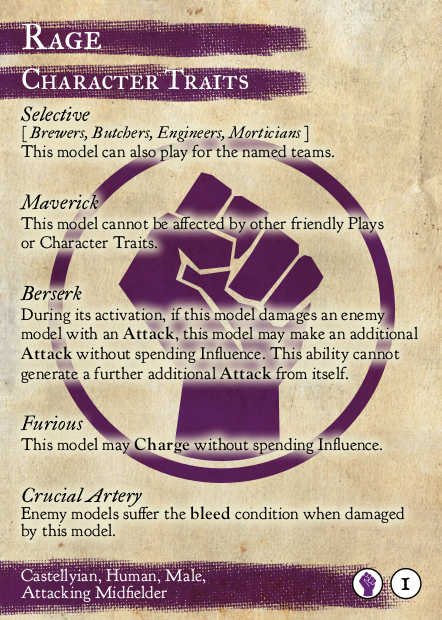 Rage
Character Traits
Selective
[ Brewers, Butchers, Engineers, Morticians ]
This model can also play for the named teams.
Maverick
This model cannot be affected by other friendly Plays
or Character Traits.
Berserk
During its activation, if this model damages an enemy
model with an Attack, this model may make an additional
Attack without spending Influence. This ability cannot
generate a further additional Attack from itself.
Furious
This model may Charge without spending Influence.
Crucial Artery
Enemy models suffer the bleed condition when damaged
by this model.
Castellyian, Human, Male,
Attacking Midfielder
1